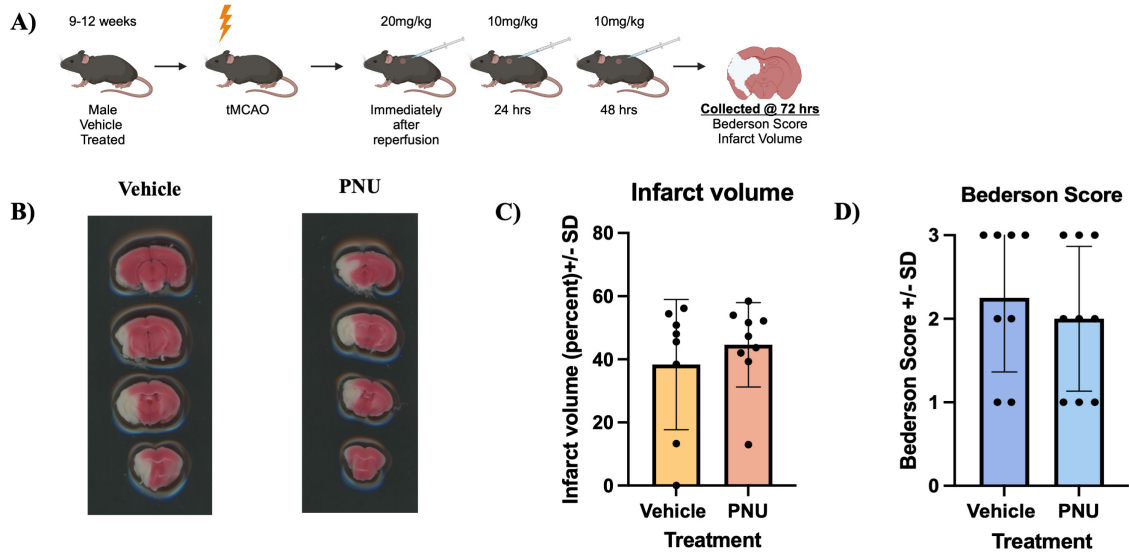 A)
9-12 weeks
20mg/kg
10mg/kg
10mg/kg
Male
Vehicle
Treated
tMCAO
Immediately
after
reperfusion
24 hrs
48 hrs
Collected @ 72 hrs
Bederson Score
Infarct Volume
B)
Vehicle
PNU
C)
Infarct volume
Infarct volume (percent)+/- SD
80
60
40
20
0
Vehicle
PNU
Treatment
D)
Bederson Score
Bederson Score +/- SD
3
2
1
0
Vehicle
PNU
Treatment